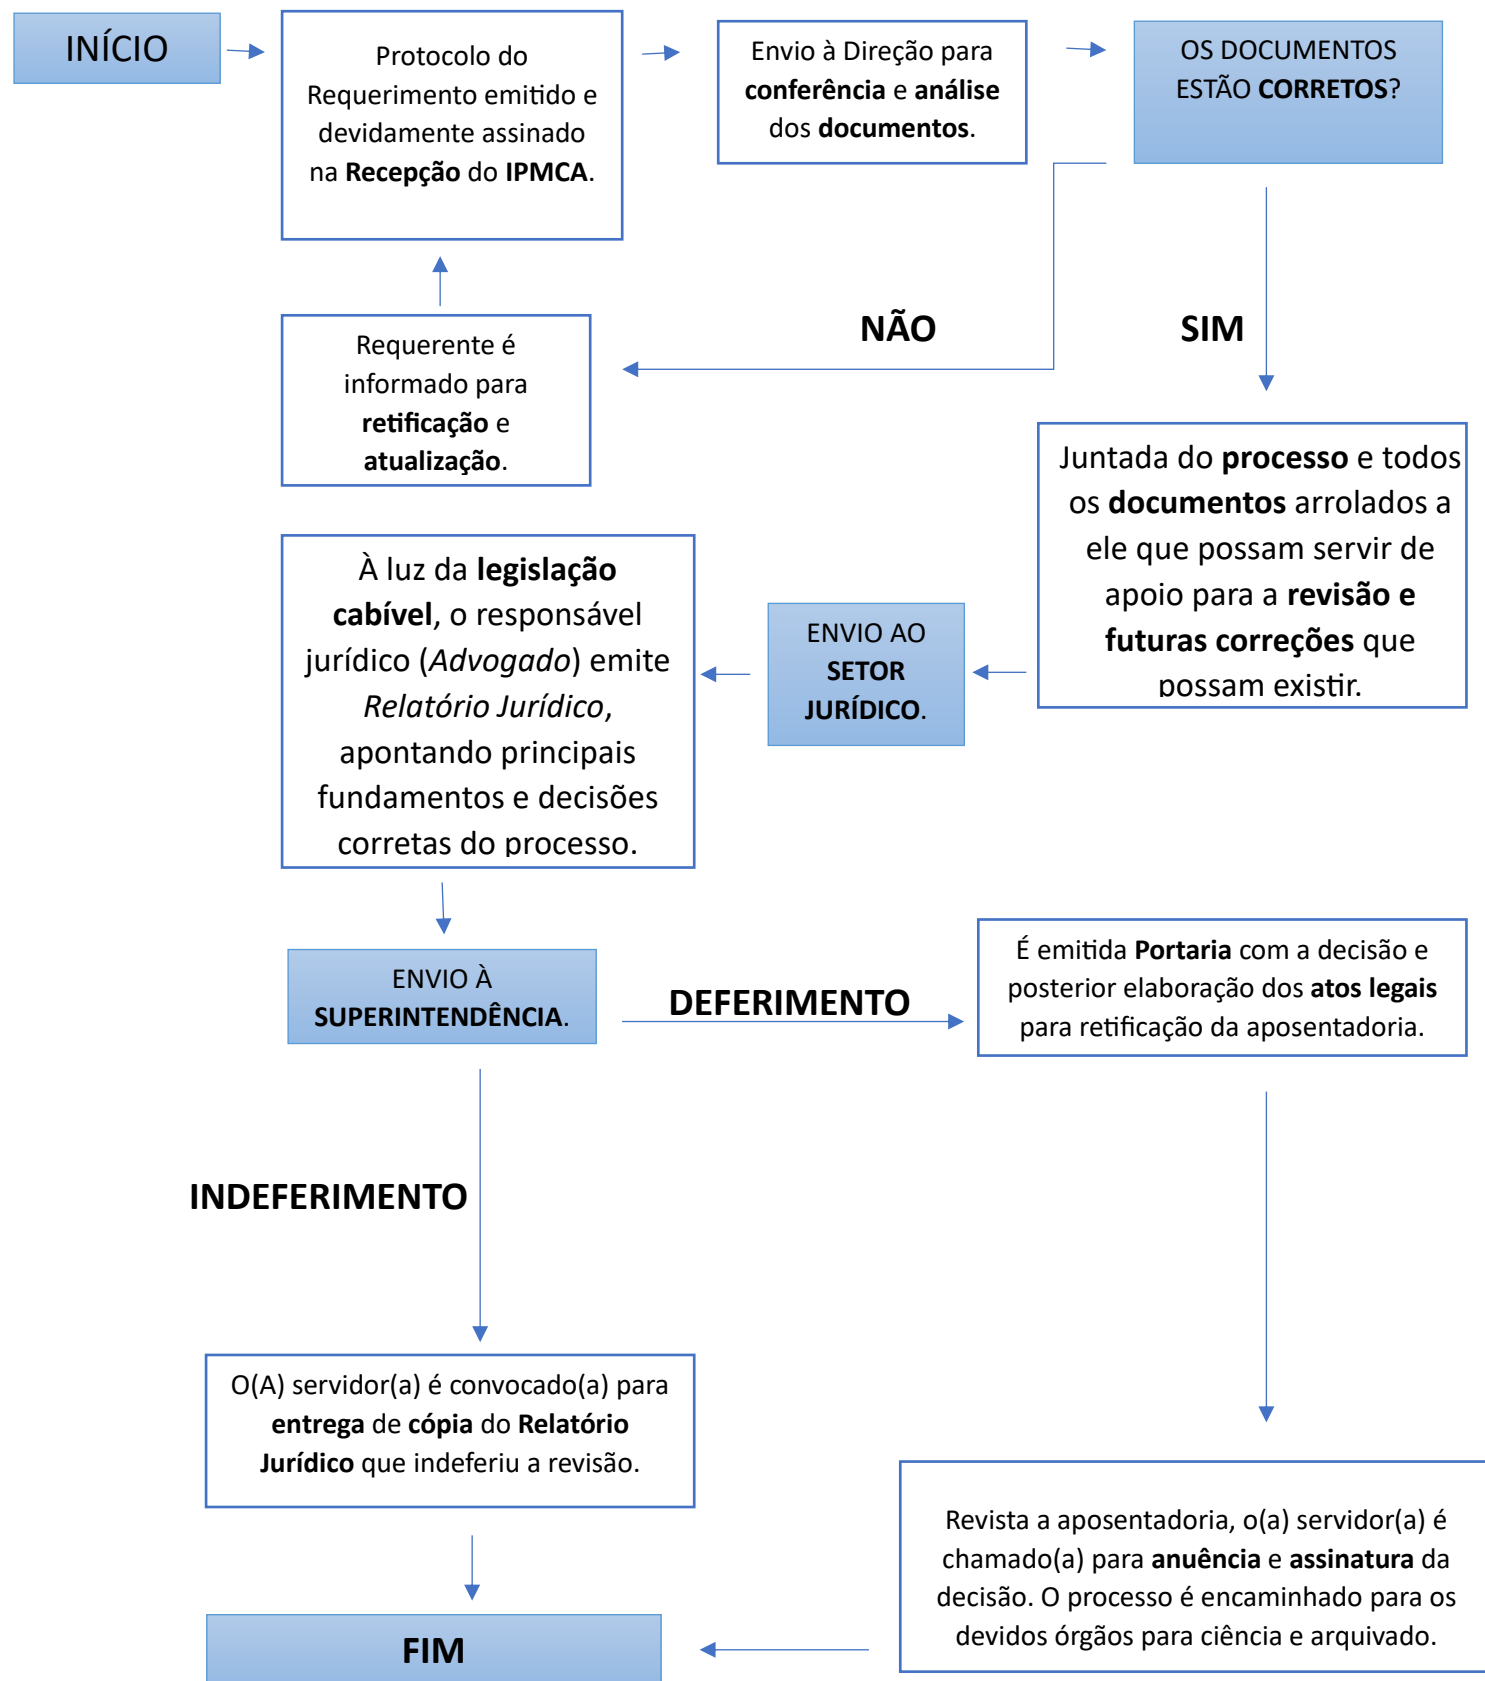 INÍCIO
Protocolo do
Requerimento emitido e
devidamente assinado
na Recepção do IPMCA.
Envio à Direção para
conferência e análise
dos documentos.
OS DOCUMENTOS
ESTÃO CORRETOS?
NÃO
SIM
Requerente é
informado para
retificação e
atualização.
Juntada do processo e todos
os documentos arrolados a
ele que possam servir de
apoio para a revisão e
futuras correções que
possam existir.
ENVIO AO
SETOR
JURÍDICO.
À luz da legislação
cabível, o responsável
jurídico (Advogado) emite
Relatório Jurídico,
apontando principais
fundamentos e decisões
corretas do processo.
ENVIO À
SUPERINTENDÊNCIA.
DEFERIMENTO
É emitida Portaria com a decisão e
posterior elaboração dos atos legais
para retificação da aposentadoria.
INDEFERIMENTO
O(A) servidor(a) é convocado(a) para
entrega de cópia do Relatório
Jurídico que indeferiu a revisão.
Revista a aposentadoria, o(a) servidor(a) é
chamado(a) para anuência e assinatura da
decisão. O processo é encaminhado para os
devidos órgãos para ciência e arquivado.
FIM